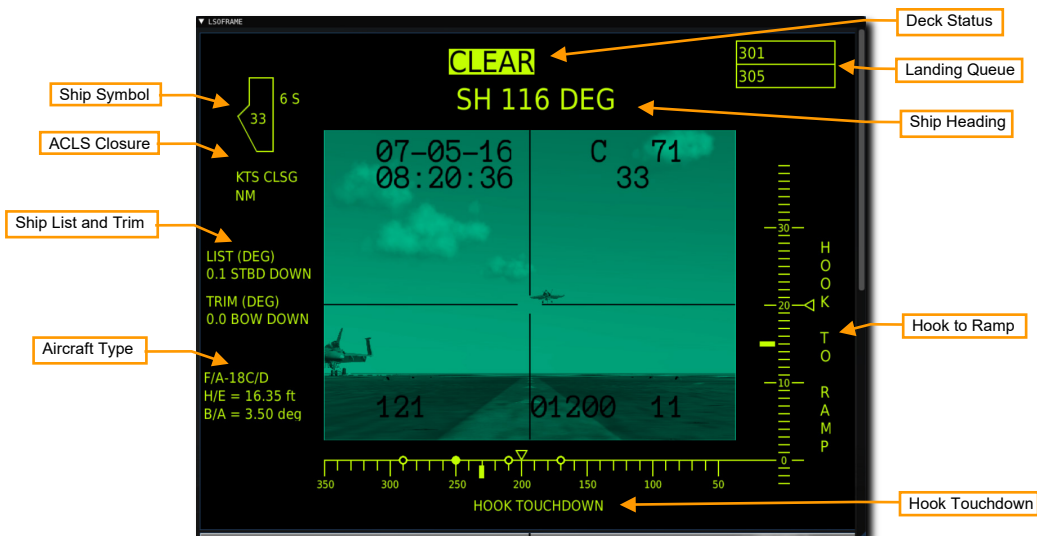 ▼ LSOFRAME
Deck Status
CLEAR
301
305
Landing Queue
Ship Symbol
6 S
33
SH 116 DEG
Ship Heading
ACLS Closure
KTS CLSG
NM
07-05-16
08:20:36
C 71
33
Ship List and Trim
LIST (DEG)
0.1 STBD DOWN
TRIM (DEG)
0.0 BOW DOWN
30
20
10
0
HOOK TO RAMP
Hook to Ramp
Aircraft Type
F/A-18C/D
H/E = 16.35 ft
B/A = 3.50 deg
121
01200 11
350 300 250 200 150 100 50
HOOK TOUCHDOWN
Hook Touchdown